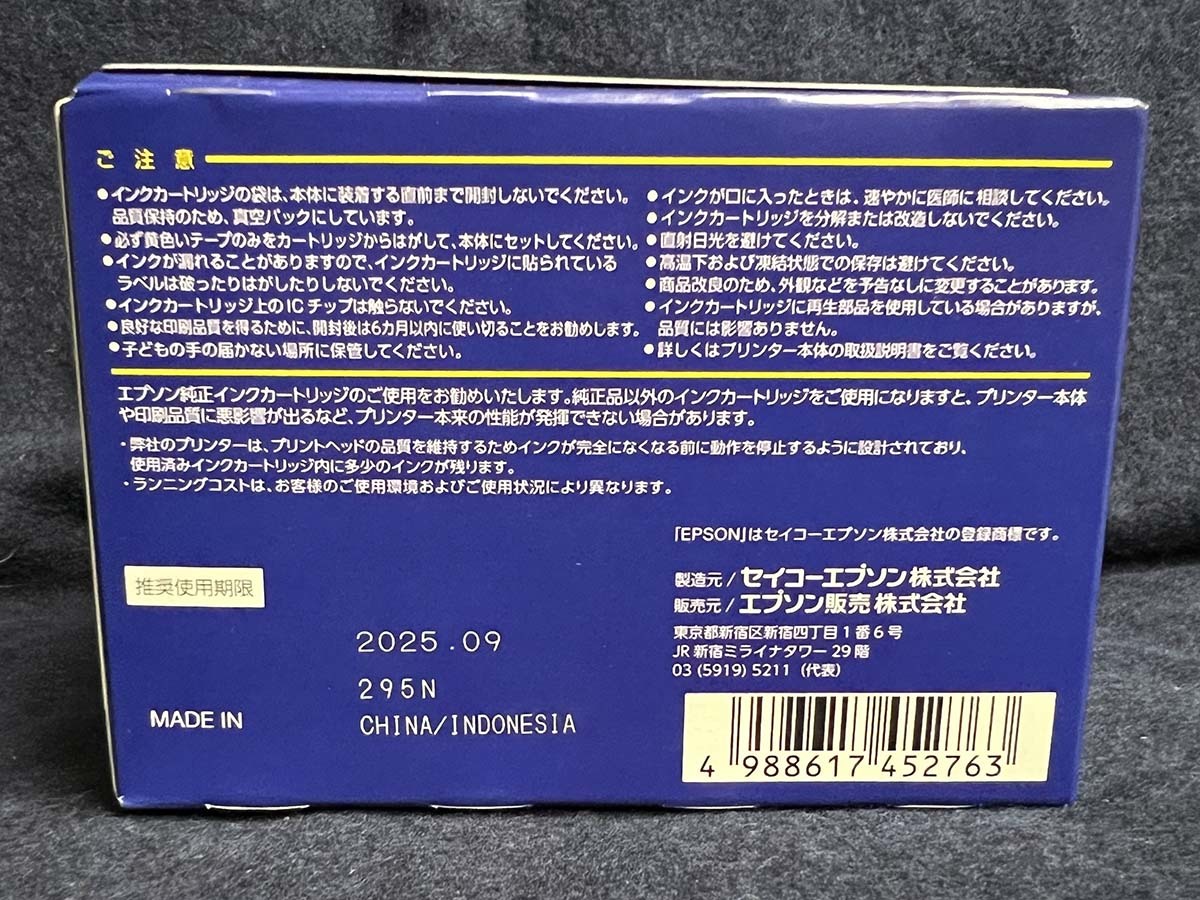 ご注意
●インクカートリッジの袋は、本体に装着する直前まで開封しないでください。
品質保持のため、真空パックにしています。
●必ず黄色いテープのみをカートリッジからはがして、本体にセットしてください。
●インクが漏れることがありますので、インクカートリッジに貼られている
ラベルは破ったりはがしたりしないでください。
●インクカートリッジ上のICチップは触らないでください。
●良好な印刷品質を得るために、開封後は6カ月以内に使い切ることをお勧めします。
●子どもの手の届かない場所に保管してください。
●インクが口に入ったときは、速やかに医師に相談してください。
●インクカートリッジを分解または改造しないでください。
●直射日光を避けてください。
●高温下および凍結状態での保存は避けてください。
●商品改良のため、外観などを予告なしに変更することがあります。
●インクカートリッジに再生部品を使用している場合がありますが、
品質には影響ありません。
●詳しくはプリンター本体の取扱説明書をご覧ください。
エプソン純正インクカートリッジのご使用をお勧めいたします。純正品以外のインクカートリッジをご使用になりますと、プリンター本体
や印刷品質に悪影響が出るなど、プリンター本来の性能が発揮できない場合があります。
・弊社のプリンターは、プリントヘッドの品質を維持するためインクが完全になくなる前に動作を停止するように設計されており、
使用済みインクカートリッジ内に多少のインクが残ります。
・ランニングコストは、お客様のご使用環境およびご使用状況により異なります。
「EPSON」はセイコーエプソン株式会社の登録商標です。
製造元/セイコーエプソン株式会社
販売元/エプソン販売株式会社
東京都新宿区新宿四丁目1番6号
JR新宿ミライナタワー29階
03(5919)5211(代表)
推奨使用期限
2025.09
295N
MADE IN CHINA/INDONESIA
4 988617 452763